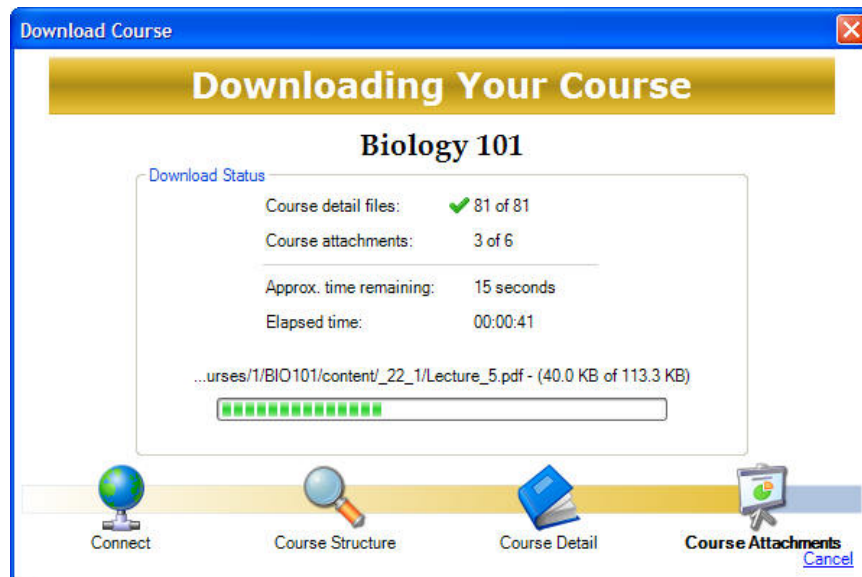 Download Course
Downloading Your Course
Biology 101
Download Status
Course detail files: 81 of 81
Course attachments: 3 of 6
Approx. time remaining: 15 seconds
Elapsed time: 00:00:41
...urses/1/BIO101/content/_22_1/Lecture_5.pdf - (40.0 KB of 113.3 KB)
Connect Course Structure Course Detail Course Attachments
Cancel